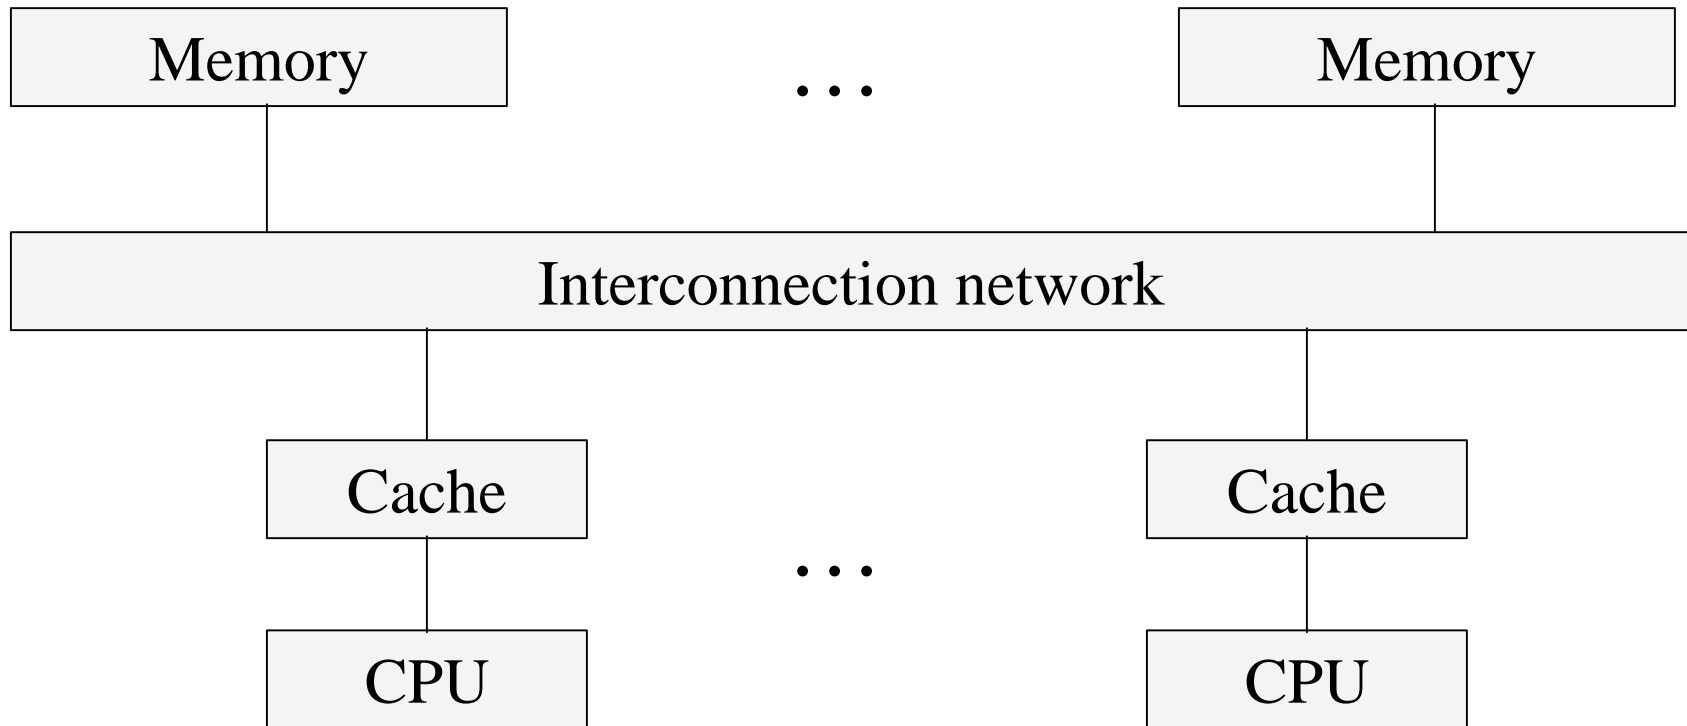 Memory ... Memory
Interconnection network
Cache Cache
...
CPU CPU